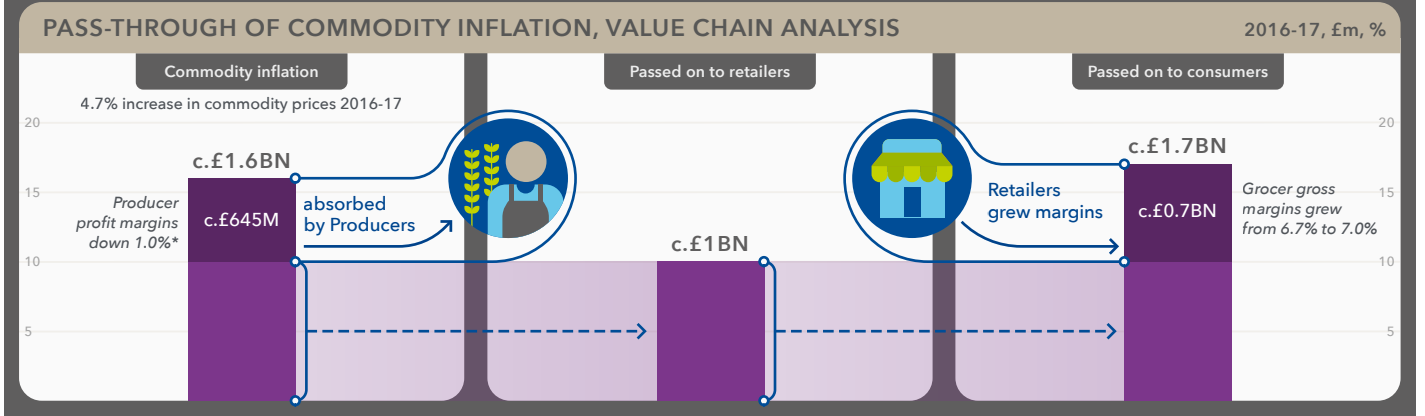 PASS-THROUGH OF COMMODITY INFLATION, VALUE CHAIN ANALYSIS
2016-17, £m, %
Commodity inflation
Passed on to retailers
Passed on to consumers
4.7% increase in commodity prices 2016-17
20
20
c.£1.6BN
c.£1.7BN
15
15
Producer
profit margins
down 1.0%*
c.£645M
absorbed
by Producers
Retailers
grew margins
c.£0.7BN
Grocer gross
margins grew
from 6.7% to 7.0%
c.£1BN
10
10
5
5